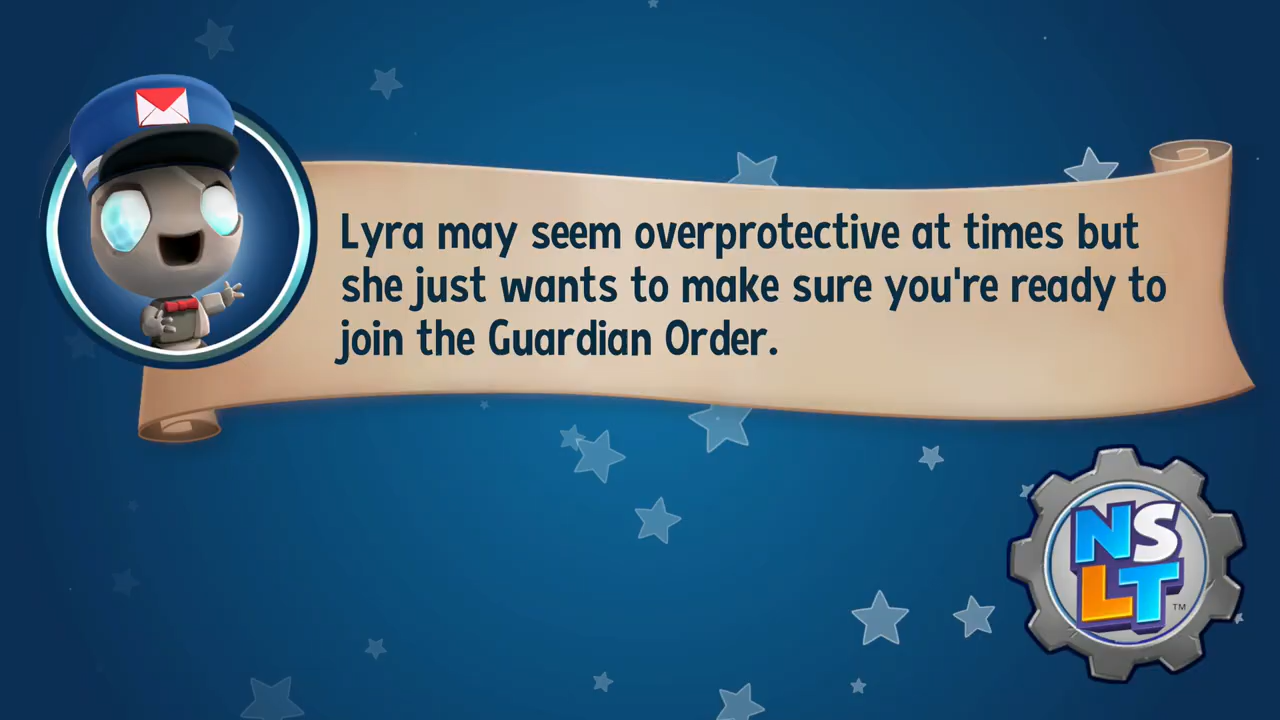 Lyra may seem overprotective at times but
she just wants to make sure you're ready to
join the Guardian Order.
NS
LT
TM